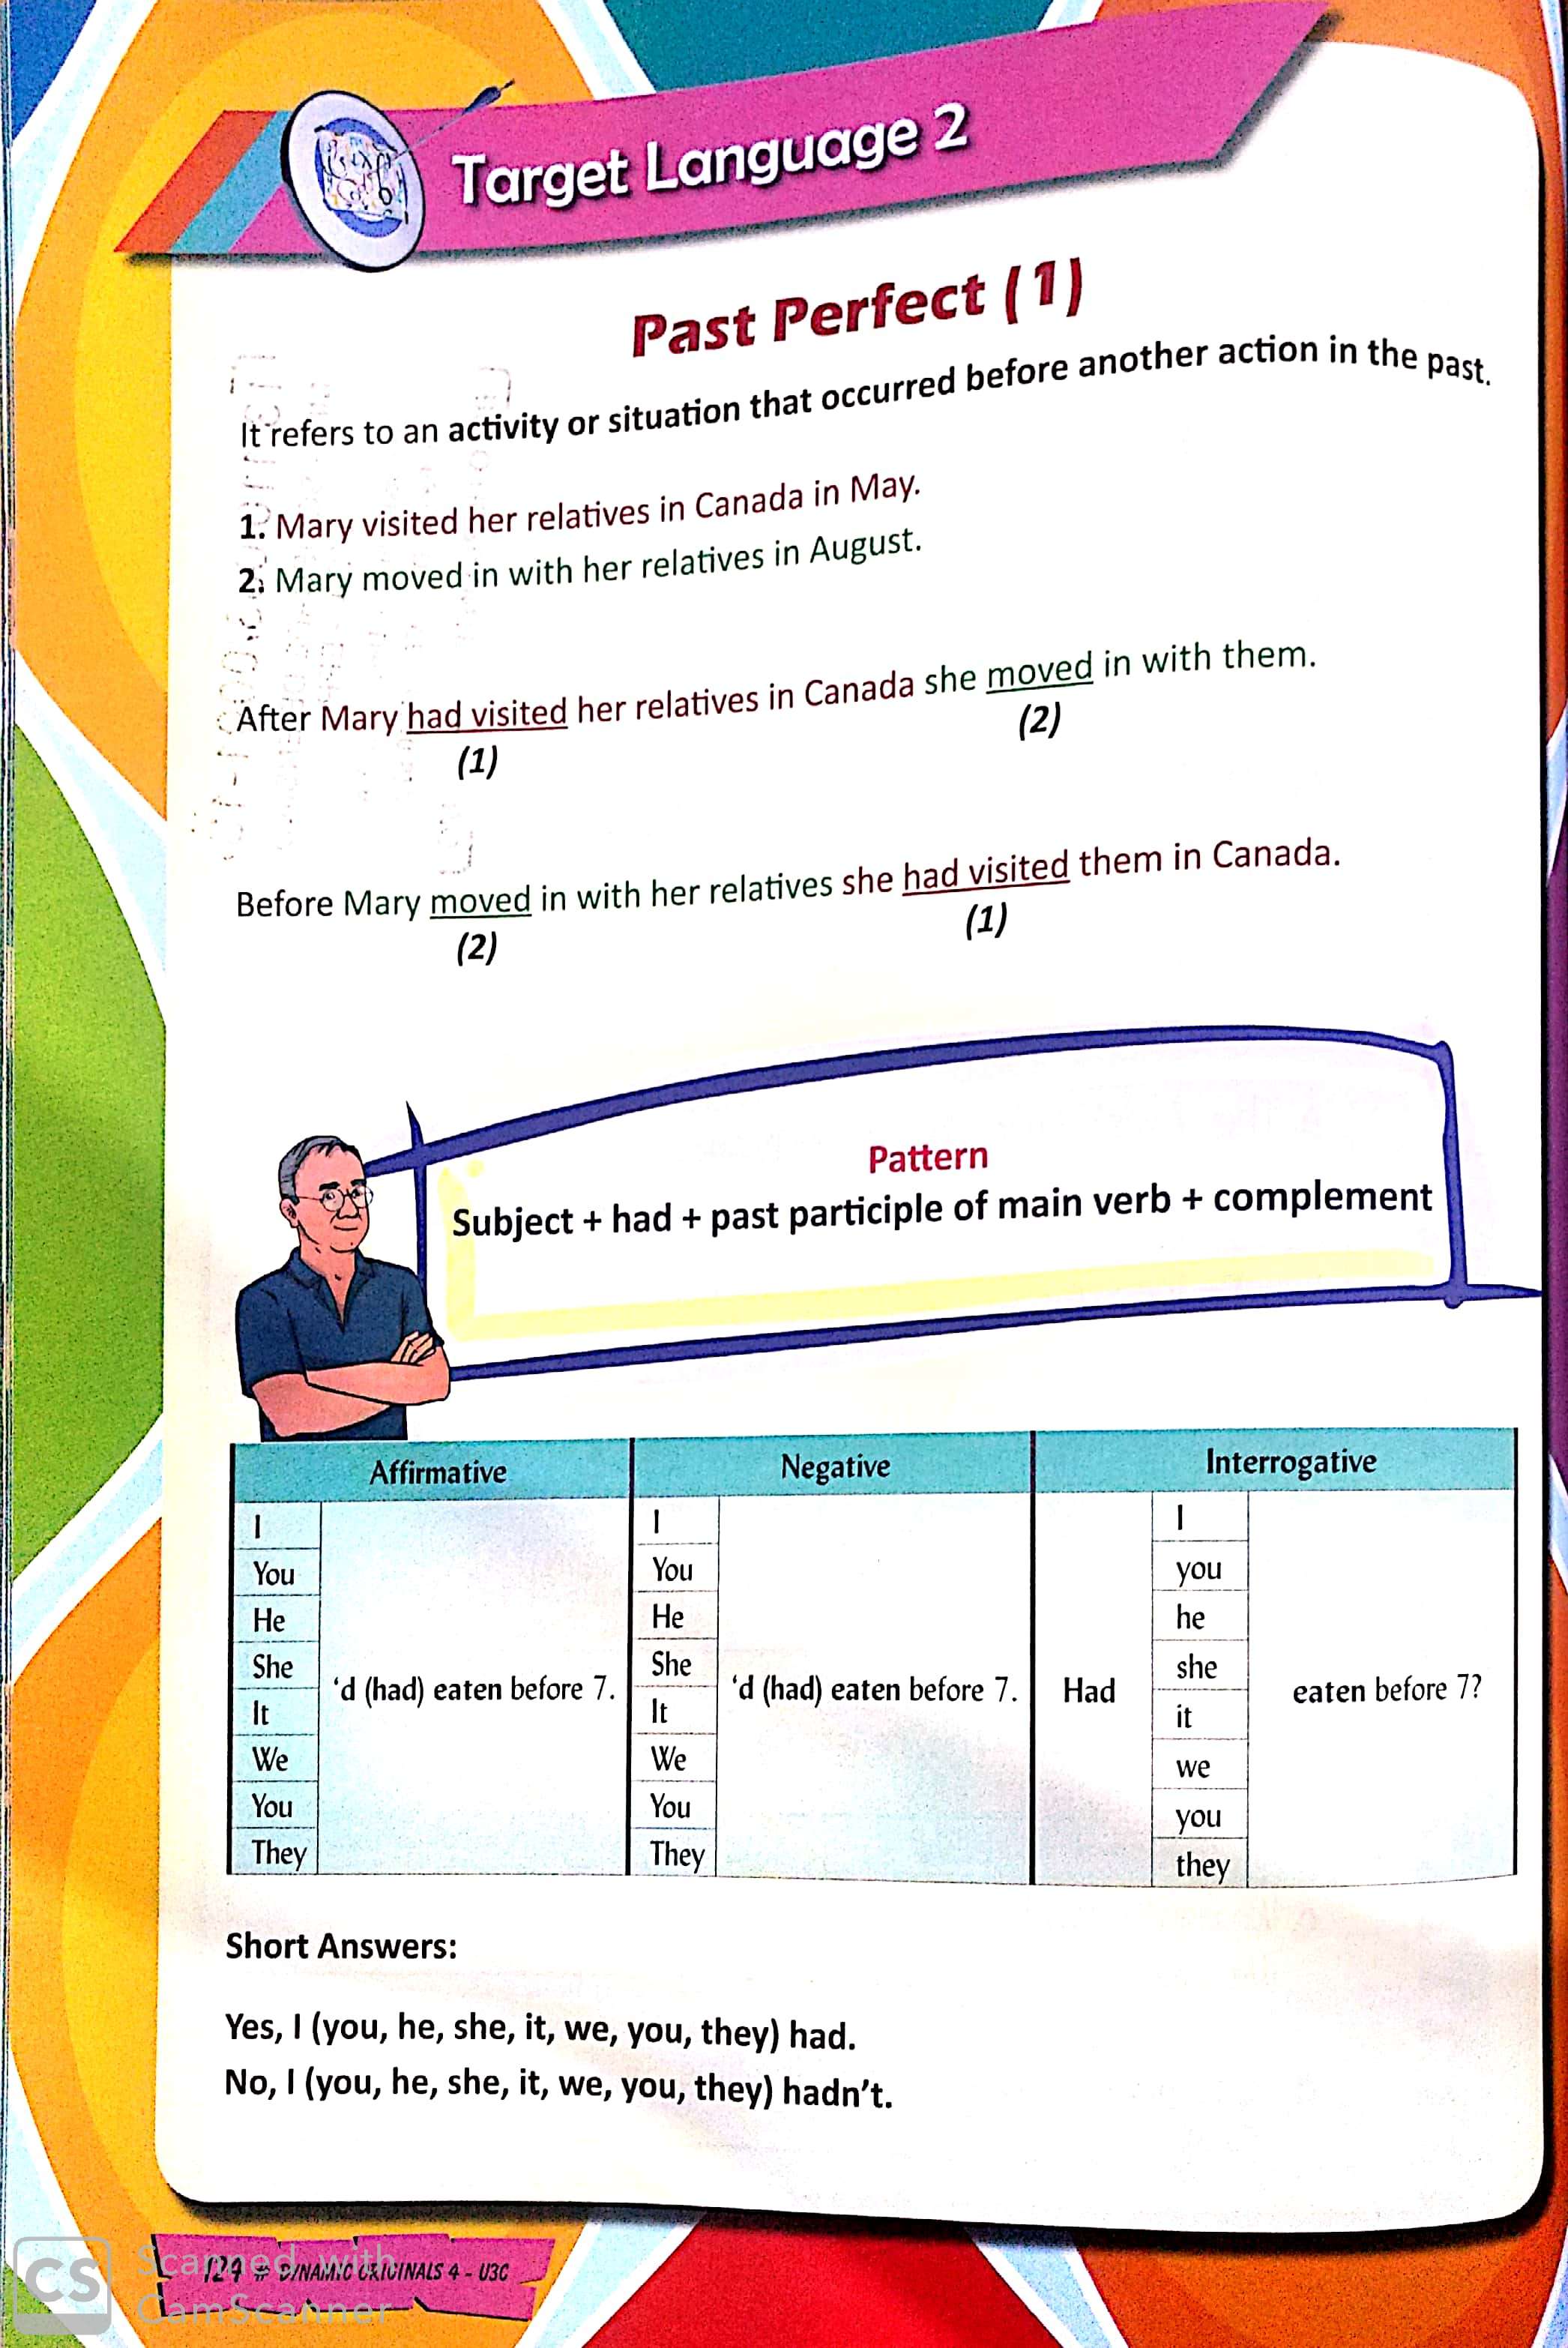 Target Language 2
Past Perfect (1)
It refers to an activity or situation that occurred before another action in the past.
1. Mary visited her relatives in Canada in May.
2. Mary moved in with her relatives in August.
After Mary had visited her relatives in Canada she moved in with them.
(1) (2)
Before Mary moved in with her relatives she had visited them in Canada.
(2) (1)
Pattern
Subject + had + past participle of main verb + complement
Affirmative Negative Interrogative
I I I
You You you
He He he
She She she
'd (had) eaten before 7. 'd (had) eaten before 7. Had eaten before 7?
It It it
We We we
You You you
They They they
Short Answers:
Yes, I (you, he, she, it, we, you, they) had.
No, I (you, he, she, it, we, you, they) hadn't.
124 # DYNAMIC ORIGINALS 4 - U3C
CS Scanned with
CamScanner